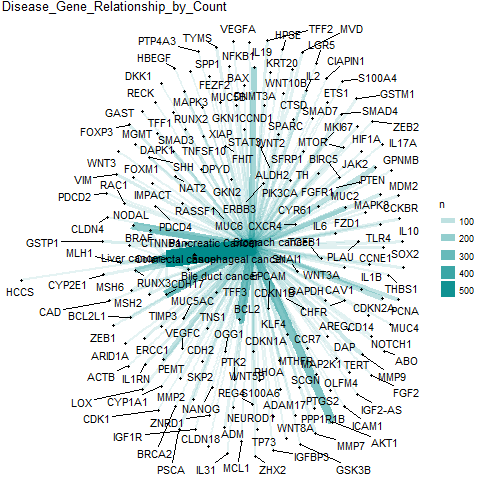 Disease_Gene_Relationship_by_Count
VEGFA
TFF2
MVD
PTP4A3
TYMS
HPSE
LGR5
NFKB1
IL19
HBEGF
SPP1
KRT20
CIAPIN1
DKK1
FEZF2
BAX
WNT10B
IL2
S100A4
RECK
MUC5B
DNMT3A
ETS1
GSTM1
MAPK3
CTSD
GAST
TFF1
RUNX2
GKN1
CCND1
SPARC
SMAD7
SMAD4
FOXP3
MGMT
XIAP
MKI67
ZEB2
SMAD3
STAT3
WNT2
MTOR
HIF1A
IL17A
DAPK1
TNFSF10
FHIT
SFRP1
BIRC5
JAK2
GPNMB
WNT3
SHH
DPYD
ALDH2
TH
PTEN
FOXM1
VIM
RAC1
NAT2
GKN2
PIK3CA
FGFR1
MDM2
PDCD2
IMPACT
MUC2
CCKBR
NODAL
RASSF1
ERBB3
CYR61
MAPK8
CLDN4
PDCD4
MUC6
CXCR4
IL6
FZD1
IL10
GSTP1
BRAF
CTNNB1
Pancreatic Cancer
Stomach cancer
TGFB1
TLR4
SOX2
MLH1
Liver cancer
Colorectal cancer
Esophageal cancer
SNAI1
PLAU
CCNE1
HCCS
CYP2E1
Bile duct cancer
EPCAM
WNT3A
IL1B
THBS1
MSH6
RUNX3
CDH17
GAPDH
CAV1
CAD
MSH2
MUC5AC
TFF3
CDKN1B
CHFR
CDKN2A
PCNA
BCL2L1
TIMP3
TNS1
BCL2
KLF4
AREG
CD14
MUC4
ZEB1
VEGFC
OGG1
CDKN1A
CCR7
NOTCH1
ARID1A
ERCC1
CDH2
DAP
ABO
PTK2
MTHFR
MAP2K1
TERT
ACTB
IL1RN
PEMT
SKP2
WNT5B
RHOA
SCGN
MMP9
LOX
CYP1A1
REG4
S100A6
OLFM4
FGF2
CDK1
MMP2
PTGS2
IGF2-AS
ZNRD1
NANOG
NEUROD1
ADAM17
PPP1R1B
ICAM1
IGF1R
CLDN18
ADM
WNT8A
AKT1
BRCA2
TP73
MMP7
PSCA
IL31
MCL1
ZHX2
IGFBP3
GSK3B
n
100
200
300
400
500